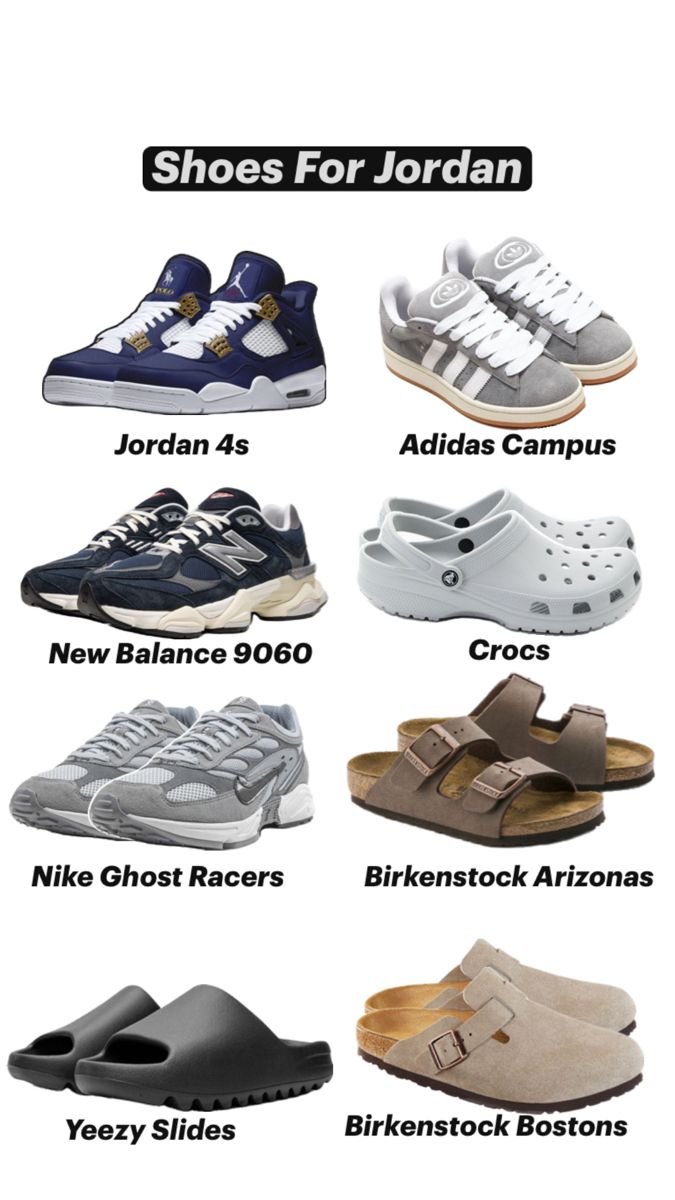 Shoes For Jordan
POLO
Jordan 4s
Adidas Campus
N
New Balance 9060
Crocs
Nike Ghost Racers
Birkenstock Arizonas
Yeezy Slides
Birkenstock Bostons